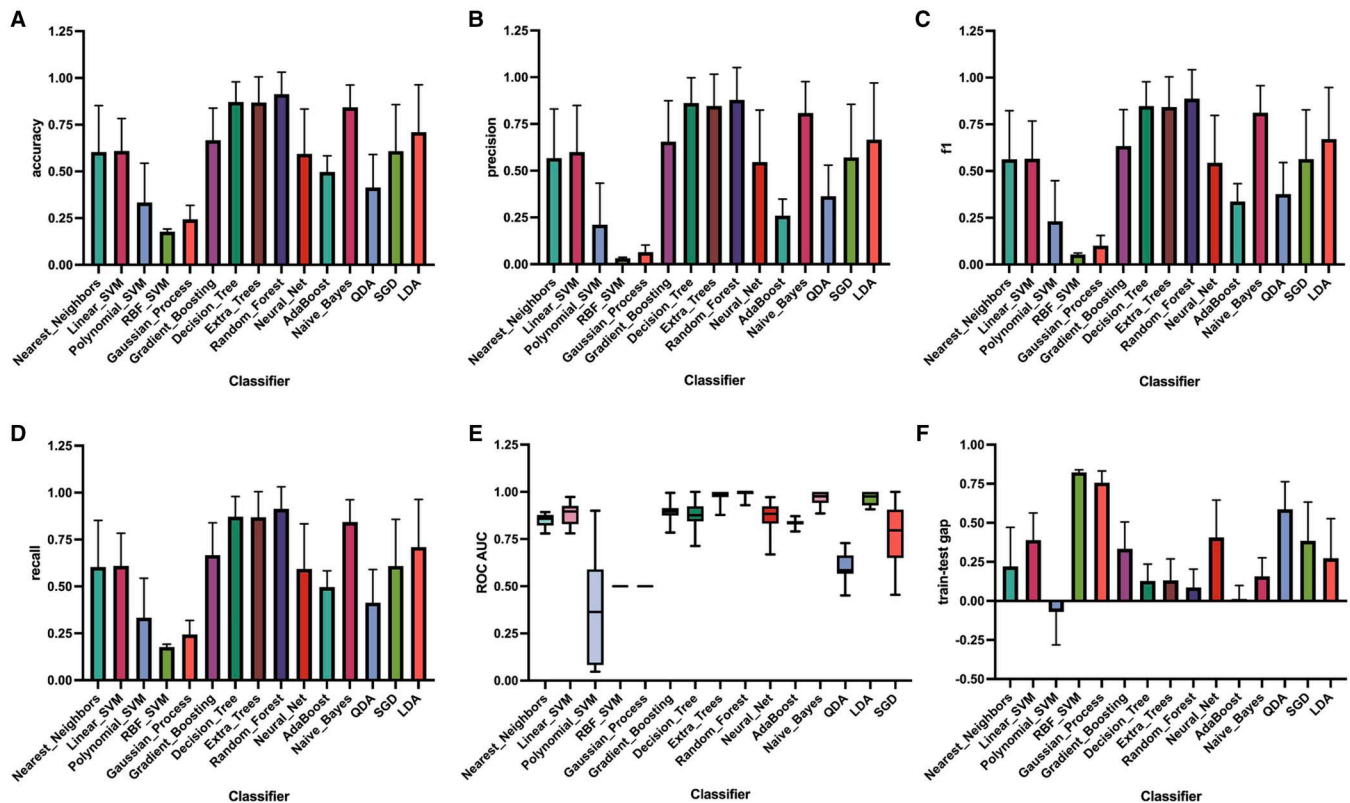 A
accuracy
1.25
1.00
0.75
0.50
0.25
0.00
Nearest_Neighbors
Linear_SVM
Polynomial_SVM
RBF_SVM
Gaussian_Process
Gradient_Boosting
Decision_Tree
Extra_Trees
Random_Forest
Neural_Net
AdaBoost
Naive_Bayes
QDA
SGD
LDA
Classifier
B
precision
1.25
1.00
0.75
0.50
0.25
0.00
Nearest_Neighbors
Linear_SVM
Polynomial_SVM
RBF_SVM
Gaussian_Process
Gradient_Boosting
Decision_Tree
Extra_Trees
Random_Forest
Neural_Net
AdaBoost
Naive_Bayes
QDA
SGD
LDA
Classifier
C
f1
1.25
1.00
0.75
0.50
0.25
0.00
Nearest_Neighbors
Linear_SVM
Polynomial_SVM
RBF_SVM
Gaussian_Process
Gradient_Boosting
Decision_Tree
Extra_Trees
Random_Forest
Neural_Net
AdaBoost
Naive_Bayes
QDA
SGD
LDA
Classifier
D
recall
1.25
1.00
0.75
0.50
0.25
0.00
Nearest_Neighbors
Linear_SVM
Polynomial_SVM
RBF_SVM
Gaussian_Process
Gradient_Boosting
Decision_Tree
Extra_Trees
Random_Forest
Neural_Net
AdaBoost
Naive_Bayes
QDA
SGD
LDA
Classifier
E
ROC AUC
1.25
1.00
0.75
0.50
0.25
0.00
Nearest_Neighbors
Linear_SVM
Polynomial_SVM
RBF_SVM
Gaussian_Process
Gradient_Boosting
Decision_Tree
Extra_Trees
Random_Forest
Neural_Net
AdaBoost
Naive_Bayes
QDA
LDA
SGD
Classifier
F
train-test gap
1.00
0.75
0.50
0.25
0.00
-0.25
-0.50
Nearest_Neighbors
Linear_SVM
Polynomial_SVM
RBF_SVM
Gaussian_Process
Gradient_Boosting
Decision_Tree
Extra_Trees
Random_Forest
Neural_Net
AdaBoost
Naive_Bayes
QDA
SGD
LDA
Classifier